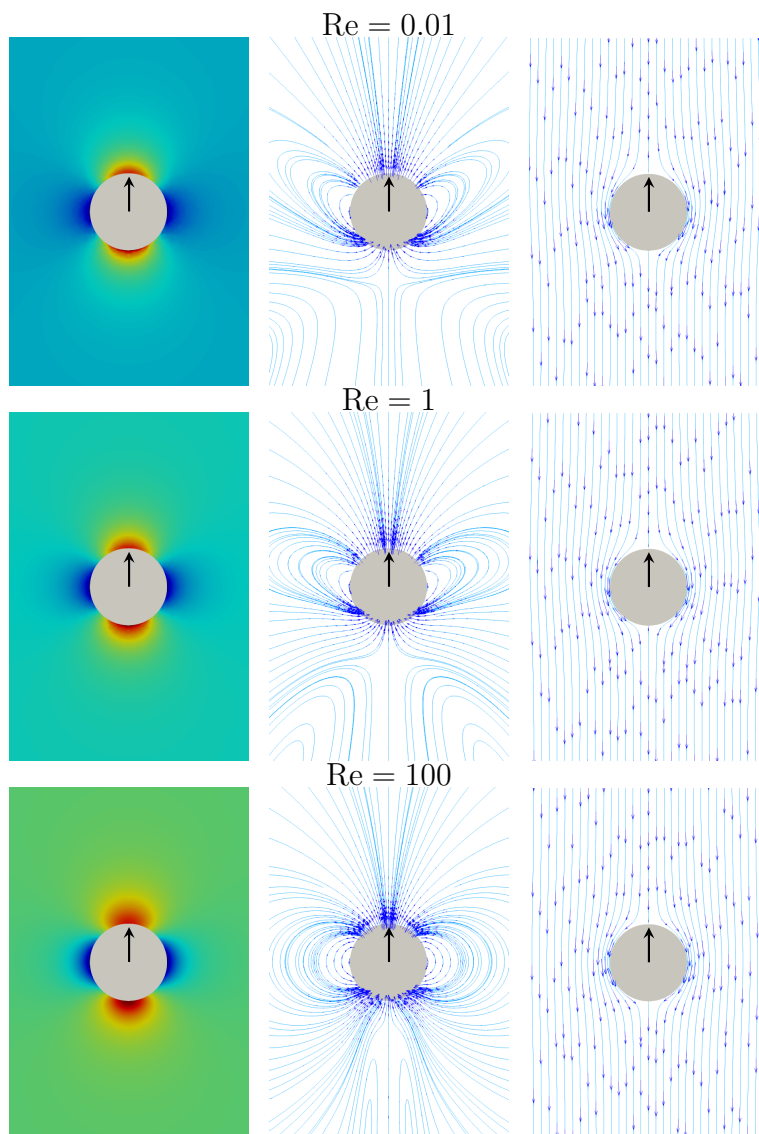 Re = 0.01
Re = 1
Re = 100